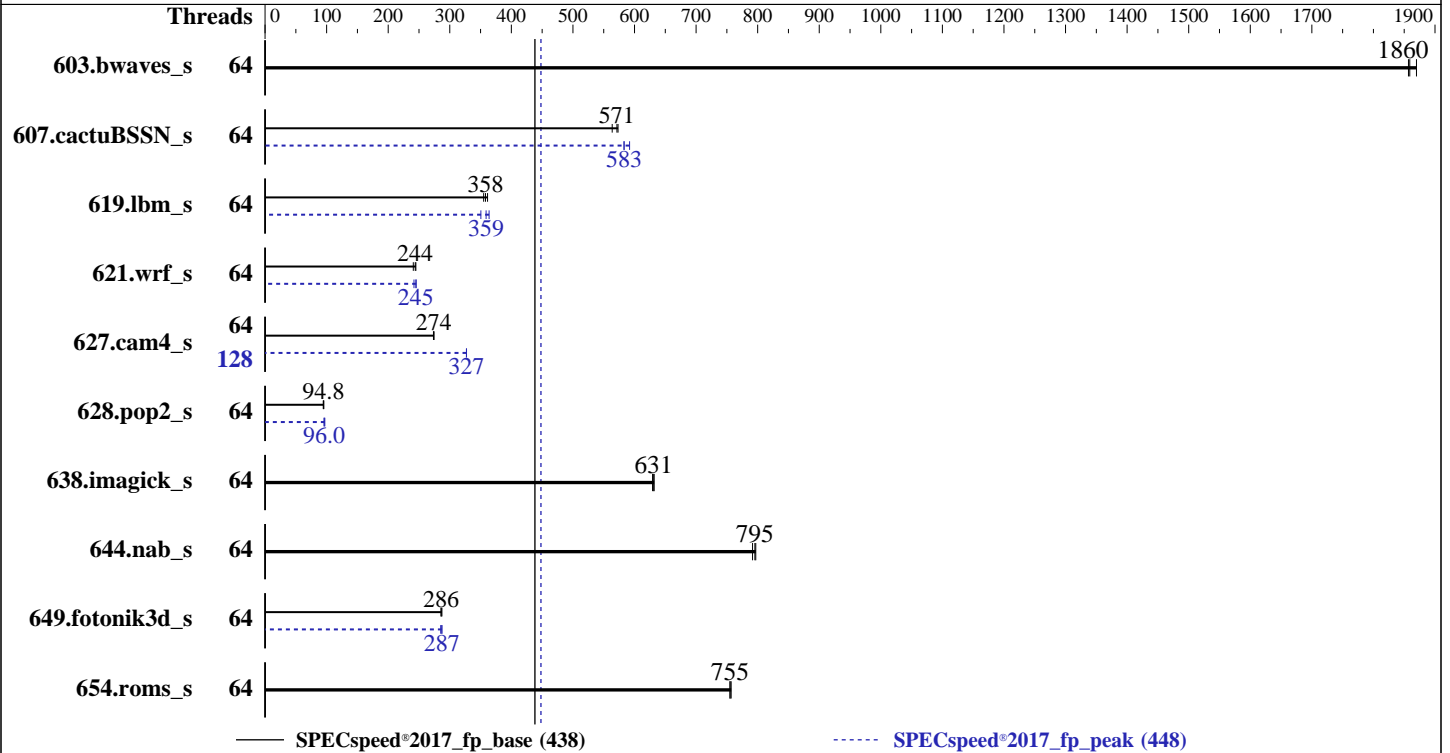 Threads 0 100 200 300 400 500 600 700 800 900 1000 1100 1200 1300 1400 1500 1600 1700 1900
603.bwaves_s 64 1860
607.cactuBSSN_s 64 571
583
619.lbm_s 64 358
359
621.wrf_s 64 244
245
627.cam4_s 64 274
128 327
628.pop2_s 64 94.8
96.0
638.imagick_s 64 631
644.nab_s 64 795
649.fotonik3d_s 64 286
287
654.roms_s 64 755
SPECspeed®2017_fp_base (438) SPECspeed®2017_fp_peak (448)